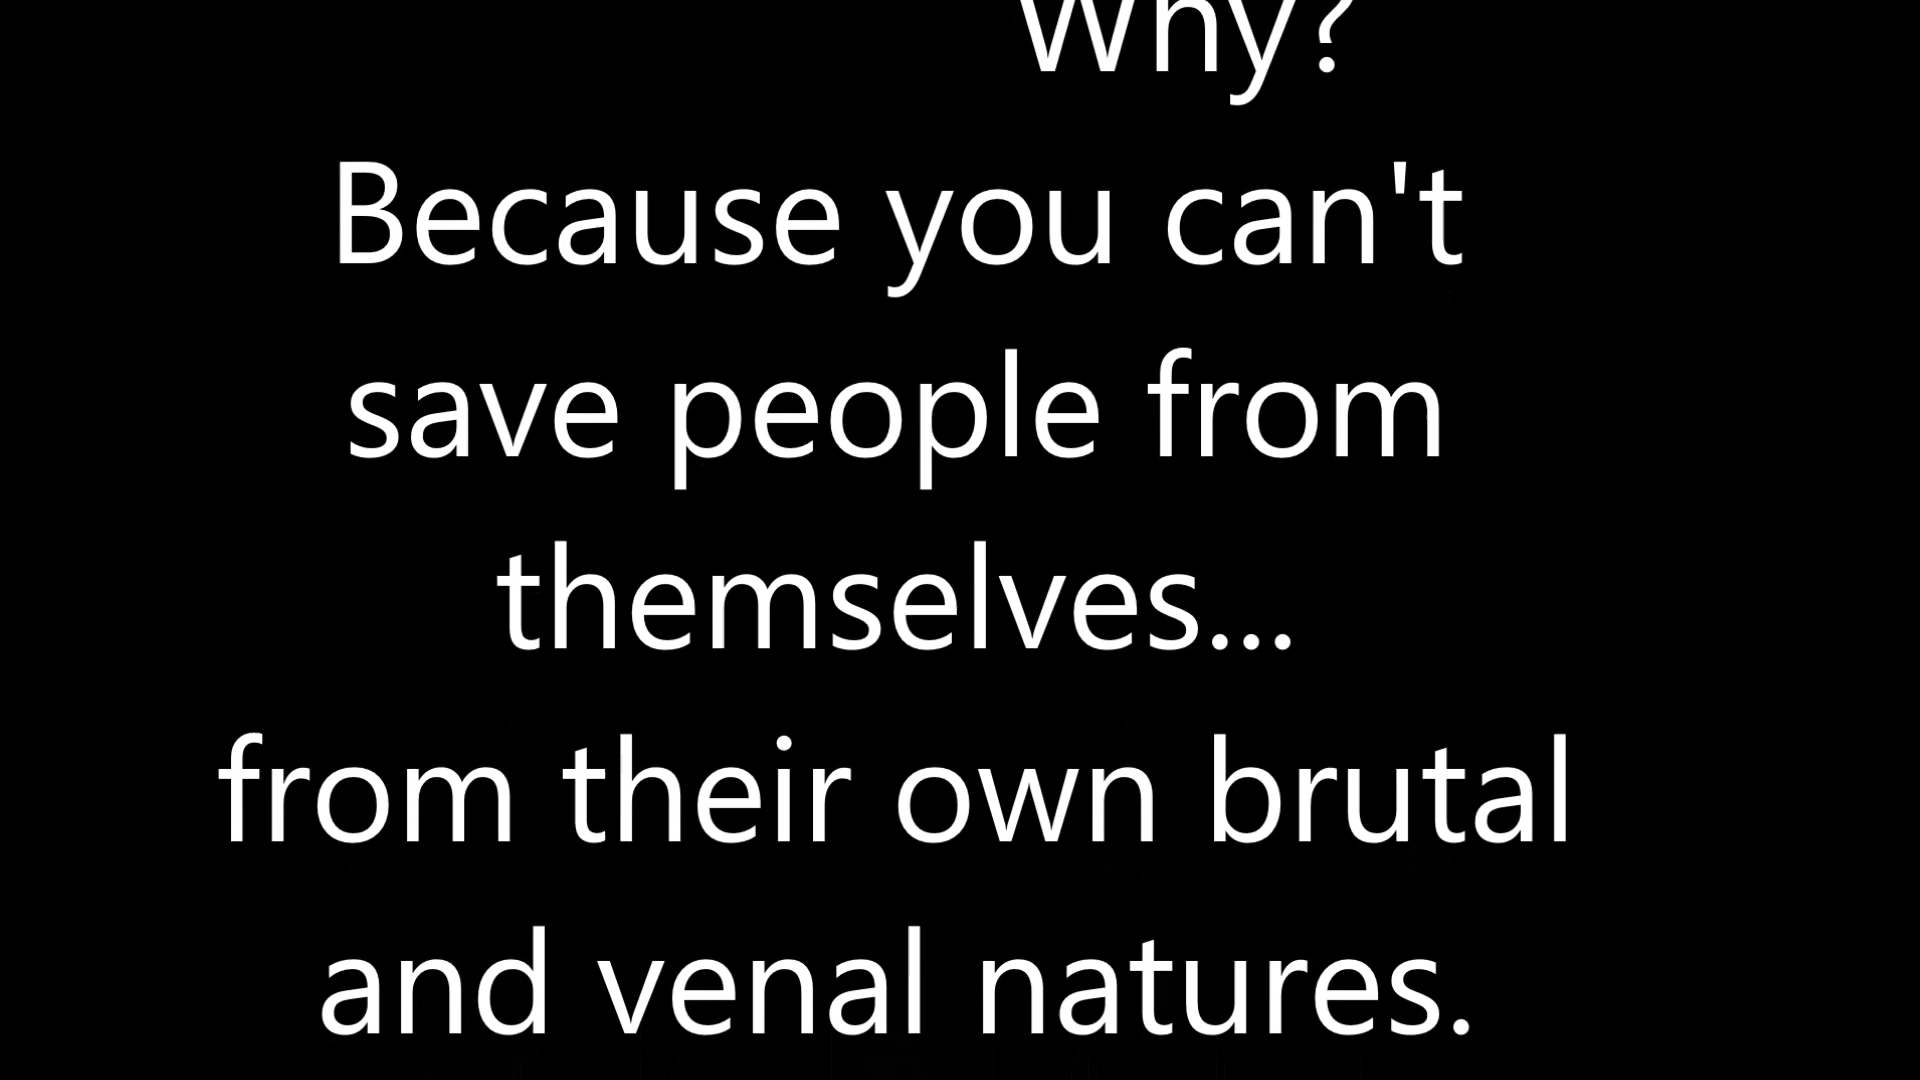 Why?
Because you can't
save people from
themselves...
from their own brutal
and venal natures.